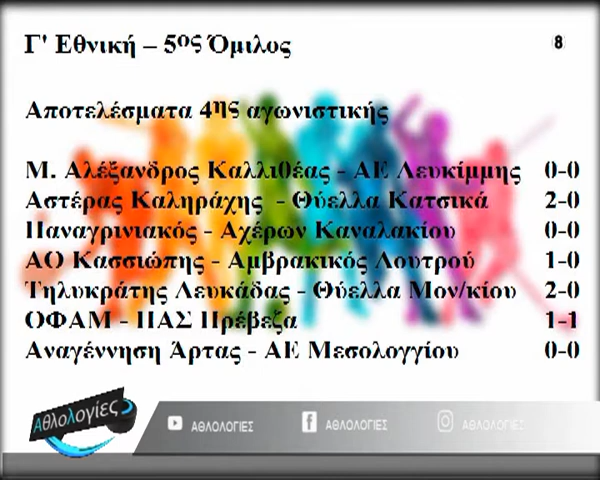 Γ' Εθνική – 5ος Όμιλος 8
Αποτελέσματα 4ης αγωνιστικής
Μ. Αλέξανδρος Καλλιθέας - ΑΕ Λευκίμμης 0-0
Αστέρας Καληράχης - Θύελλα Κατσικά 2-0
Παναγρινιακός - Αχέρων Καναλακίου 0-0
ΑΟ Κασσιώπης - Αμβρακικός Λουτρού 1-0
Τηλυκράτης Λευκάδας - Θύελλα Μον/κίου 2-0
ΟΦΑΜ - ΠΑΣ Πρέβεζα 1-1
Αναγέννηση Άρτας - ΑΕ Μεσολογγίου 0-0
Αθλολογίες
ΑΘΛΟΛΟΓΙΕΣ ΑΘΛΟΛΟΓΙΕΣ ΑΘΛΟΛΟΓΙΕΣ